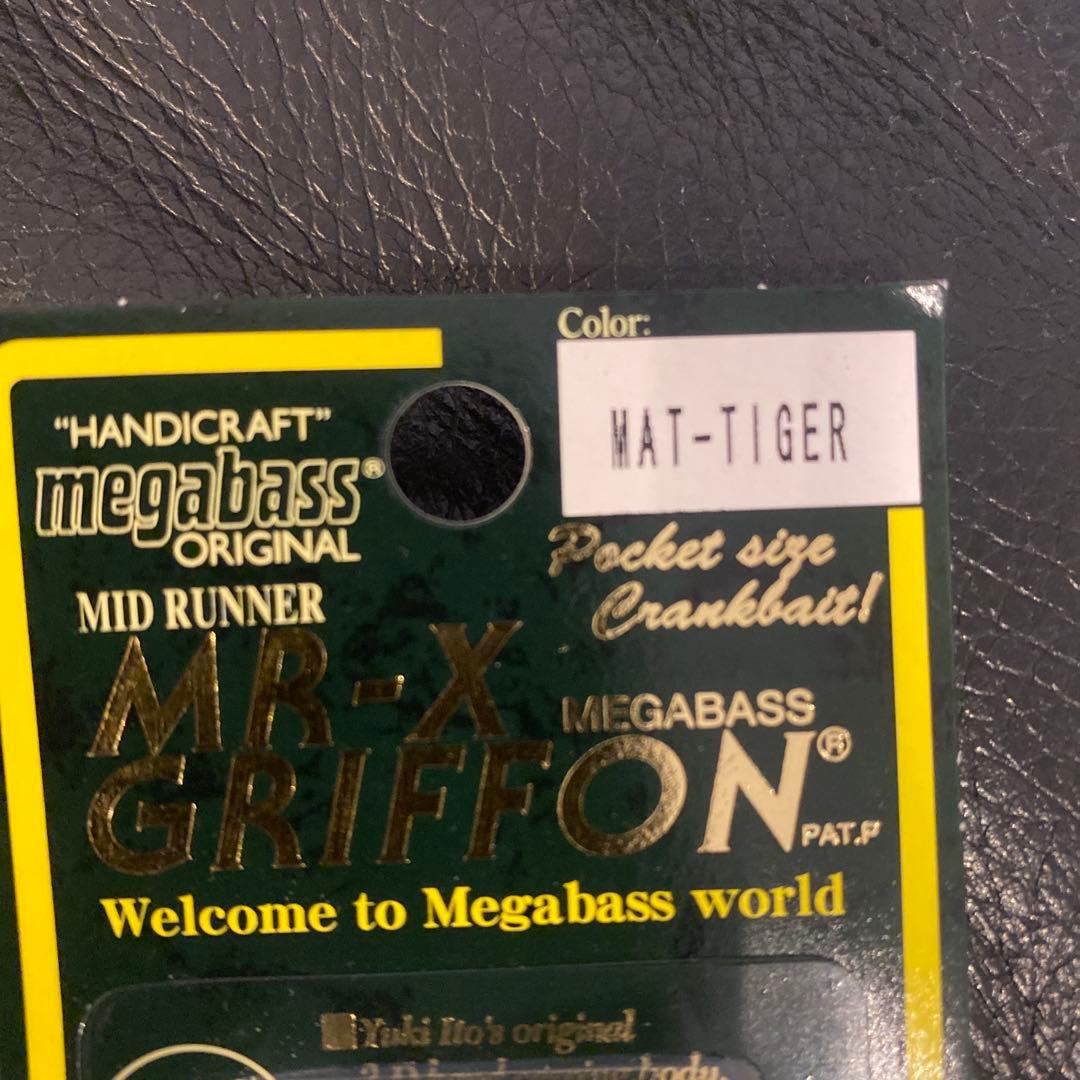 Color:
MAT-TIGER
"HANDICRAFT"
megabass®
ORIGINAL
MID RUNNER
Pocket size
Crankbait!
MR-X
MEGABASS
GRIFFON®
PAT.P
Welcome to Megabass world
Yuki Ito's original
body,